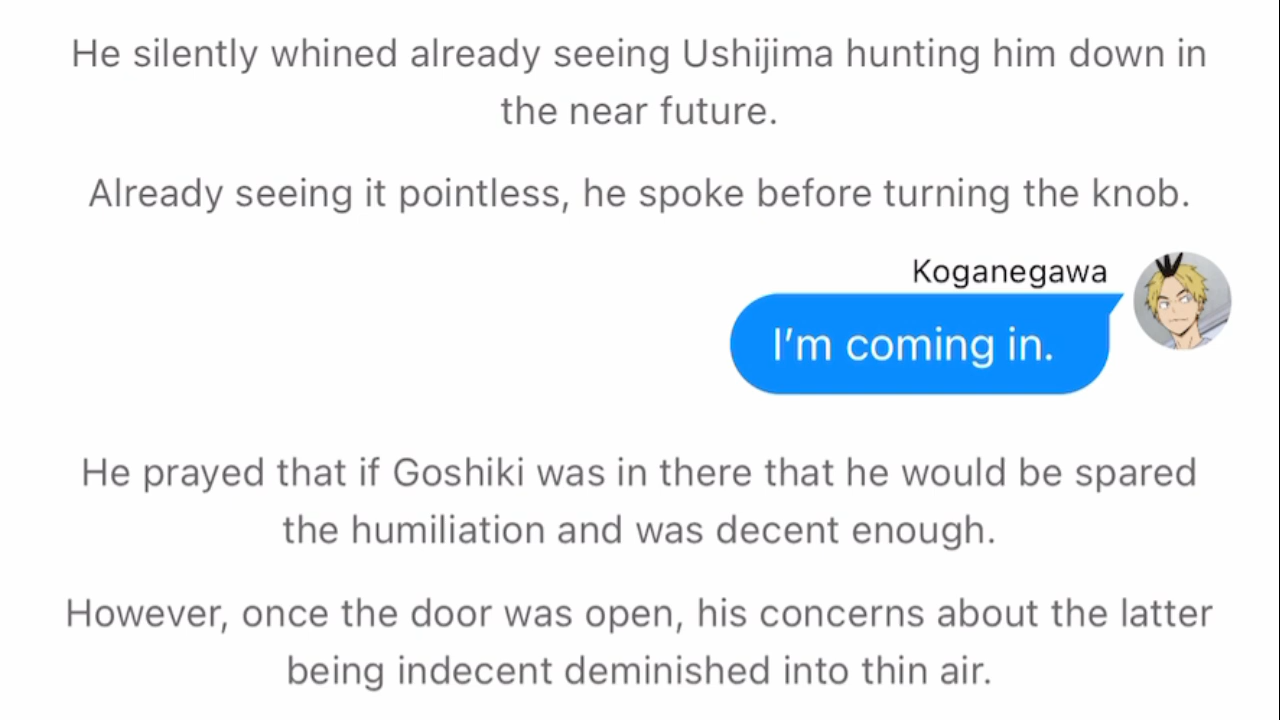 He silently whined already seeing Ushijima hunting him down in
the near future.
Already seeing it pointless, he spoke before turning the knob.
Koganegawa
I’m coming in.
He prayed that if Goshiki was in there that he would be spared
the humiliation and was decent enough.
However, once the door was open, his concerns about the latter
being indecent deminished into thin air.